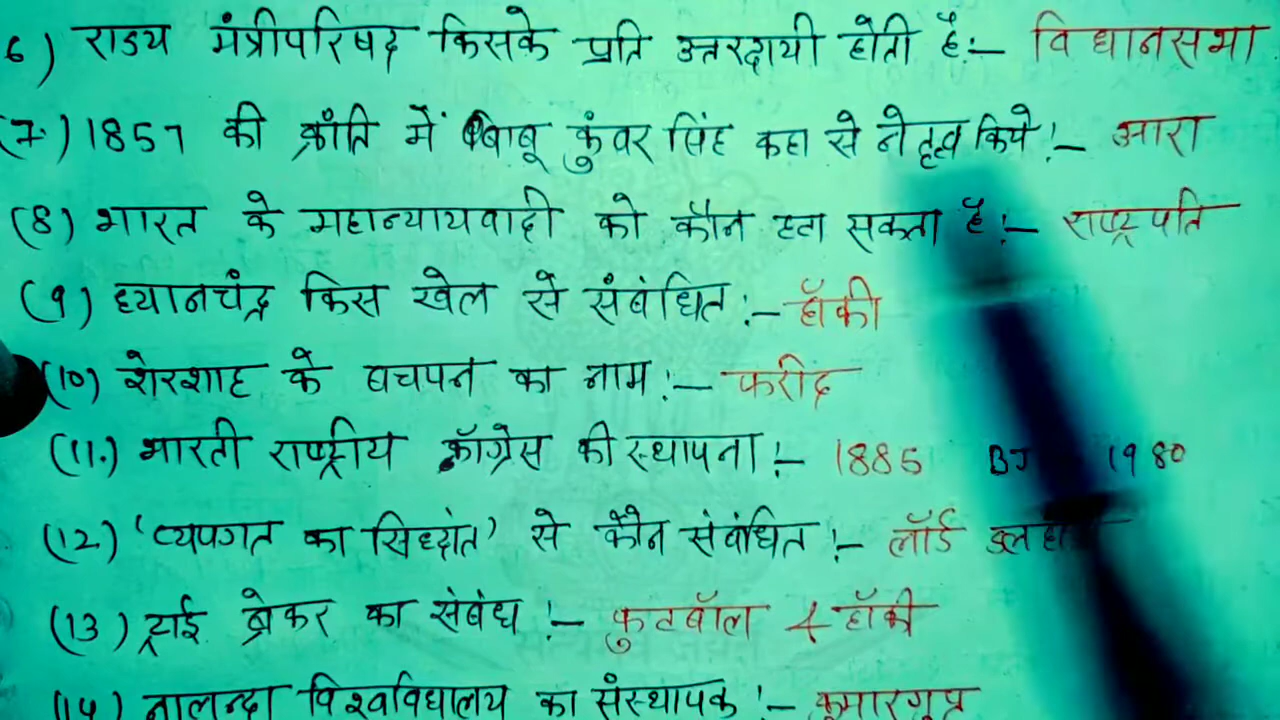 6) राज्य मंत्रीपरिषद किसके प्रति उत्तरदायी होती है:- विधानसभा
(7.) 1857 की क्रांति में बाबू कुंवर सिंह कहा से नेतृत्व किये:- आरा
(8) भारत के महान्यायवादी को कौन हटा सकता है:- राष्ट्रपति
(9) ध्यानचंद्र किस खेल से संबंधित:- हॉकी
(10) शेरशाह के बचपन का नाम:- फरीद
(11.) भारती राष्ट्रीय कॉग्रेस की स्थापना:- 1885 BJ 1980
(12) 'व्यपगत का सिध्दांत' से कौन संबंधित:- लॉर्ड
(13) ट्राई ब्रेकर का संबंध:- फुटबॉल & हॉकी
(14) नालन्दा विश्वविद्यालय का संस्थापक:- कुमारगुप्त